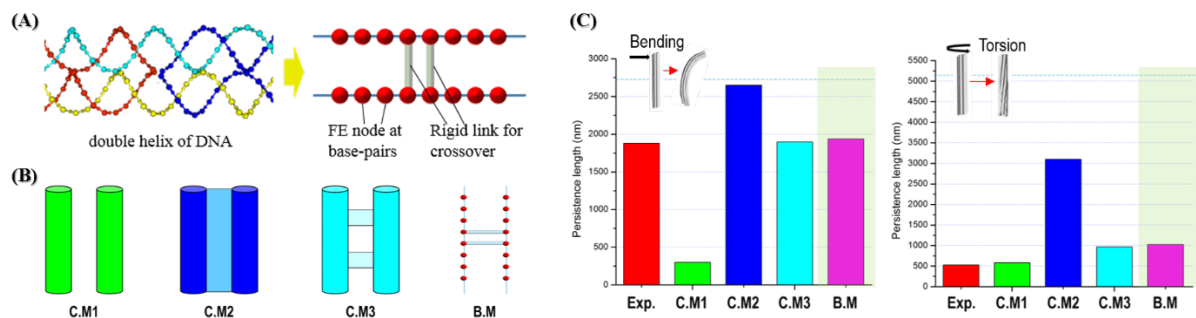 (A)
double helix of DNA
FE node at
base-pairs
Rigid link for
crossover
(B)
C.M1
C.M2
C.M3
B.M
(C)
Bending
Persistence length (nm)
3000
2500
2000
1500
1000
500
0
Exp.
C.M1
C.M2
C.M3
B.M
Torsion
Persistence length (nm)
5500
5000
4500
4000
3500
3000
2500
2000
1500
1000
500
0
Exp.
C.M1
C.M2
C.M3
B.M